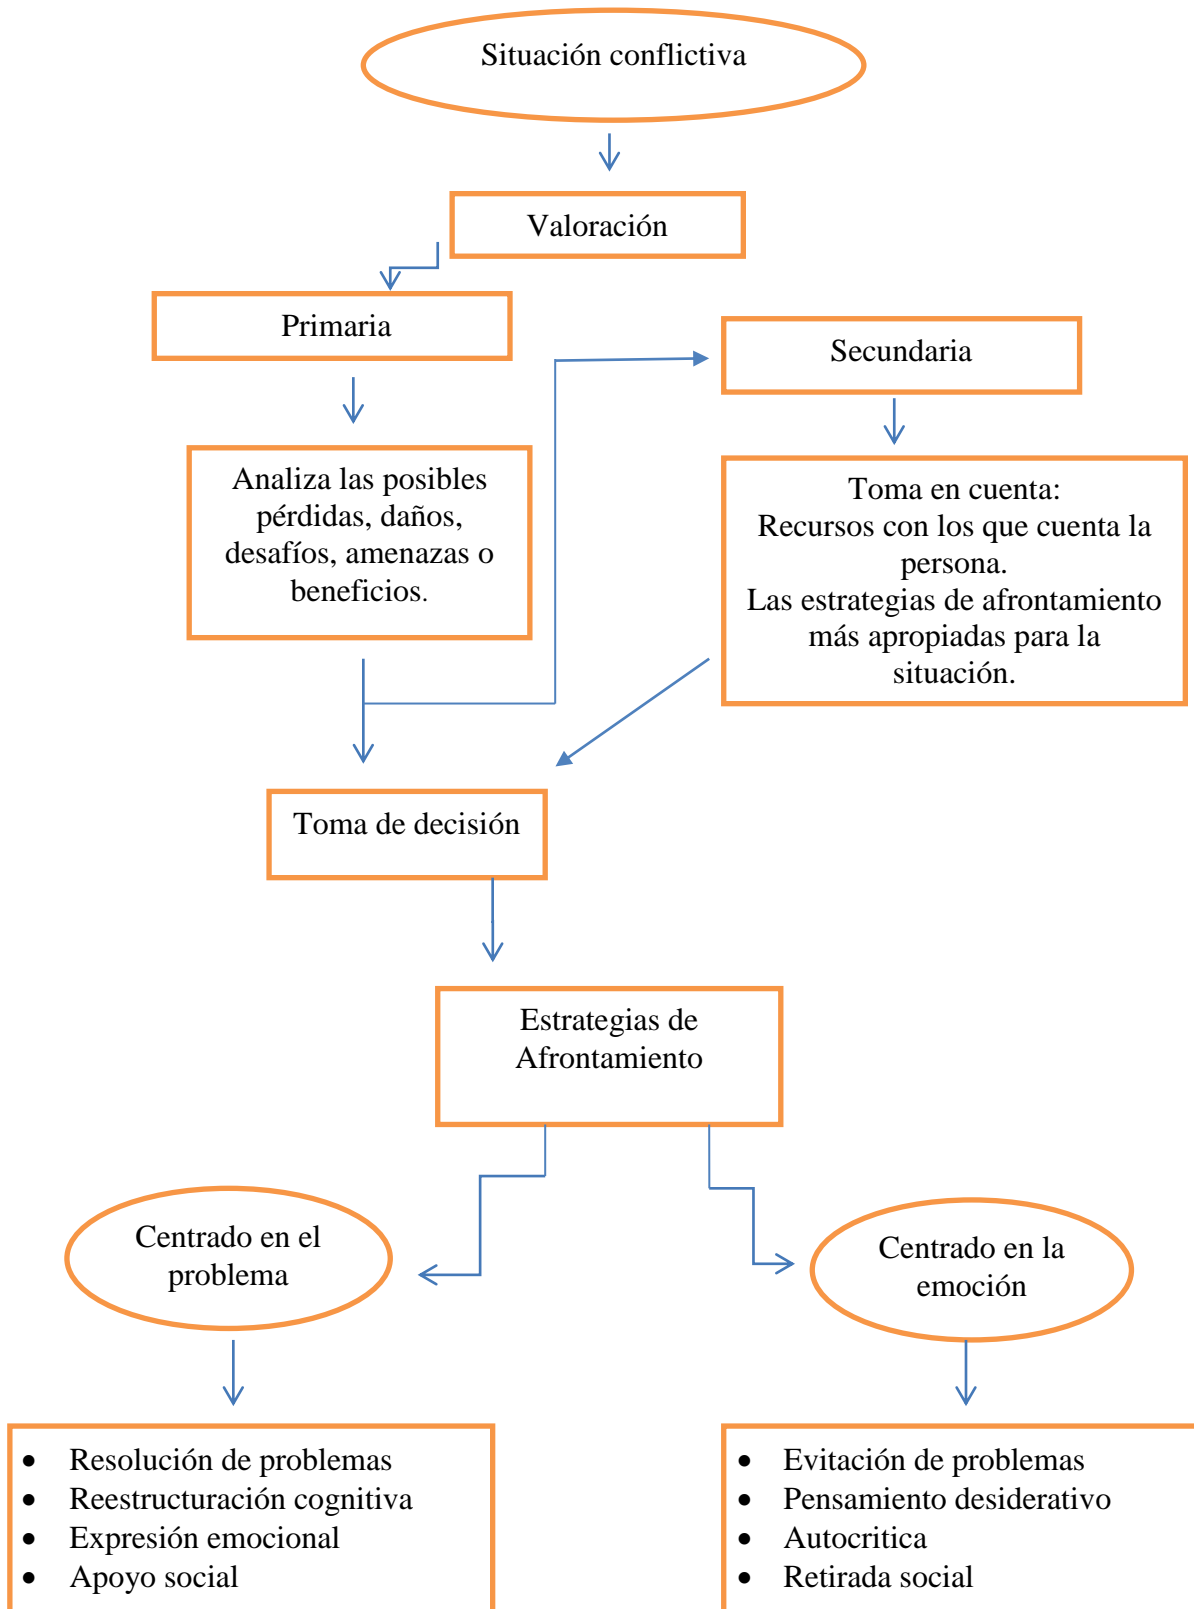 Situación conflictiva
Valoración
Primaria
Secundaria
Analiza las posibles
pérdidas, daños,
desafíos, amenazas o
beneficios.
Toma en cuenta:
Recursos con los que cuenta la
persona.
Las estrategias de afrontamiento
más apropiadas para la
situación.
Toma de decisión
Estrategias de
Afrontamiento
Centrado en el
problema
Centrado en la
emoción
• Resolución de problemas
• Reestructuración cognitiva
• Expresión emocional
• Apoyo social
• Evitación de problemas
• Pensamiento desiderativo
• Autocritica
• Retirada social